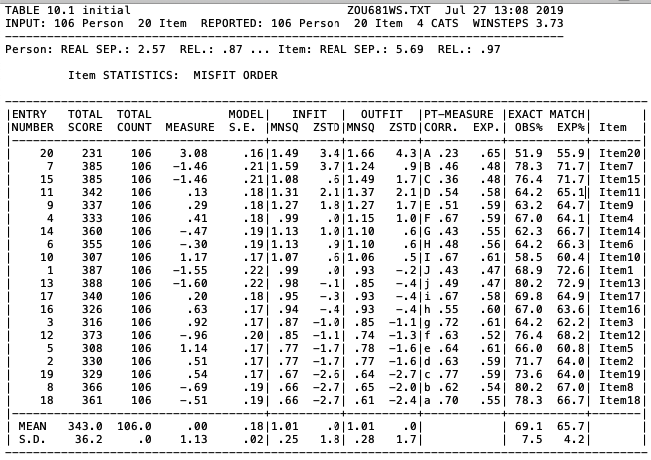 TABLE 10.1 initial ZOU681WS.TXT Jul 27 13:08 2019
INPUT: 106 Person 20 Item REPORTED: 106 Person 20 Item 4 CATS WINSTEPS 3.73
Person: REAL SEP.: 2.57 REL.: .87 ... Item: REAL SEP.: 5.69 REL.: .97
Item STATISTICS: MISFIT ORDER
|ENTRY TOTAL TOTAL MODEL| INFIT | OUTFIT |PT-MEASURE |EXACT MATCH| |
|NUMBER SCORE COUNT MEASURE S.E. |MNSQ ZSTD|MNSQ ZSTD|CORR. EXP.| OBS% EXP%| Item |
| 20 231 106 3.08 .16|1.49 3.4|1.66 4.3|A .23 .65| 51.9 55.9| Item20|
| 7 385 106 -1.46 .21|1.59 3.7|1.24 .9|B .46 .48| 78.3 71.7| Item7 |
| 15 385 106 -1.46 .21|1.08 .6|1.49 1.7|C .36 .48| 76.4 71.7| Item15|
| 11 342 106 .13 .18|1.31 2.1|1.37 2.1|D .54 .58| 64.2 65.1| Item11|
| 9 337 106 .29 .18|1.27 1.8|1.27 1.7|E .51 .59| 63.2 64.7| Item9 |
| 4 333 106 .41 .18| .99 .0|1.15 1.0|F .67 .59| 67.0 64.1| Item4 |
| 14 360 106 -.47 .19|1.13 1.0|1.10 .6|G .43 .55| 62.3 66.7| Item14|
| 6 355 106 -.30 .19|1.13 .9|1.10 .6|H .48 .56| 64.2 66.3| Item6 |
| 10 307 106 1.17 .17|1.07 .6|1.06 .5|I .67 .61| 58.5 60.4| Item10|
| 1 387 106 -1.55 .22| .99 .0| .93 -.2|J .43 .47| 68.9 72.6| Item1 |
| 13 388 106 -1.60 .22| .98 -.1| .85 -.4|j .49 .47| 80.2 72.9| Item13|
| 17 340 106 .20 .18| .95 -.3| .93 -.4|i .67 .58| 69.8 64.9| Item17|
| 16 326 106 .63 .17| .94 -.4| .93 -.4|h .55 .60| 67.0 63.6| Item16|
| 3 316 106 .92 .17| .87 -1.0| .85 -1.1|g .72 .61| 64.2 62.2| Item3 |
| 12 373 106 -.96 .20| .85 -1.1| .74 -1.3|f .63 .52| 76.4 68.2| Item12|
| 5 308 106 1.14 .17| .77 -1.7| .78 -1.6|e .64 .61| 66.0 60.8| Item5 |
| 2 330 106 .51 .17| .77 -1.7| .77 -1.6|d .63 .59| 71.7 64.0| Item2 |
| 19 329 106 .54 .17| .67 -2.6| .64 -2.7|c .77 .59| 73.6 64.0| Item19|
| 8 366 106 -.69 .19| .66 -2.7| .65 -2.0|b .62 .54| 80.2 67.0| Item8 |
| 18 361 106 -.51 .19| .66 -2.7| .61 -2.4|a .70 .55| 78.3 66.7| Item18|
| MEAN 343.0 106.0 .00 .18|1.01 .0|1.01 .0| | 69.1 65.7| |
| S.D. 36.2 .0 1.13 .02| .25 1.8| .28 1.7| | 7.5 4.2| |